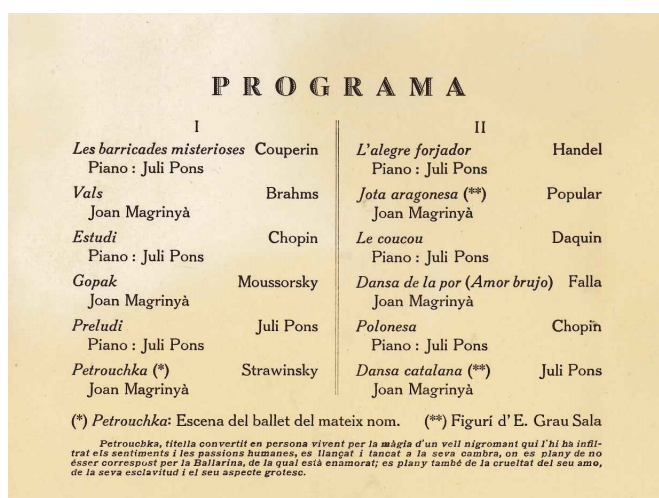 PROGRAMA
I
Les barricades misterioses Couperin
Piano : Juli Pons
Vals Brahms
Joan Magrinyà
Estudi Chopin
Piano : Juli Pons
Gopak Moussorsky
Joan Magrinyà
Preludi Juli Pons
Piano : Juli Pons
Petrouchka (*) Strawinsky
Joan Magrinyà
II
L'alegre forjador Handel
Piano : Juli Pons
Jota aragonesa (**) Popular
Joan Magrinyà
Le coucou Daquin
Piano : Juli Pons
Dansa de la por (Amor brujo) Falla
Joan Magrinyà
Polonesa Chopin
Piano : Juli Pons
Dansa catalana (**) Juli Pons
Joan Magrinyà
(*) Petrouchka: Escena del ballet del mateix nom. (**) Figurí d'E. Grau Sala
Petrouchka, titella convertit en persona vivent per la màgia d'un vell nigromant qui l'hi ha infil-
trat els sentiments i les passions humanes, es llançat i tancat a la seva cambra, on es plany de no
ésser correspost per la Ballarina, de la qual està enamorat; es plany també de la crueltat del seu amo,
de la seva esclavitud i el seu aspecte grotesc.